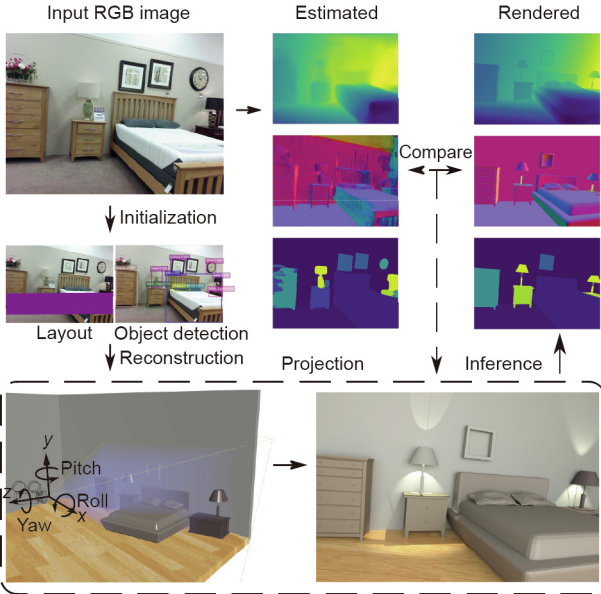 Input RGB image
Estimated
Rendered
Compare
Initialization
Layout
Object detection
Reconstruction
Projection
Inference
y
Pitch
z
Roll
x
Yaw